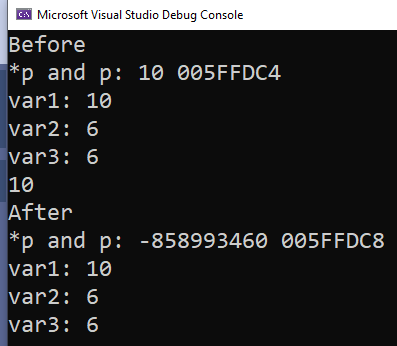 Microsoft Visual Studio Debug Console
Before
*p and p: 10 005FFDC4
var1: 10
var2: 6
var3: 6
10
After
*p and p: -858993460 005FFDC8
var1: 10
var2: 6
var3: 6